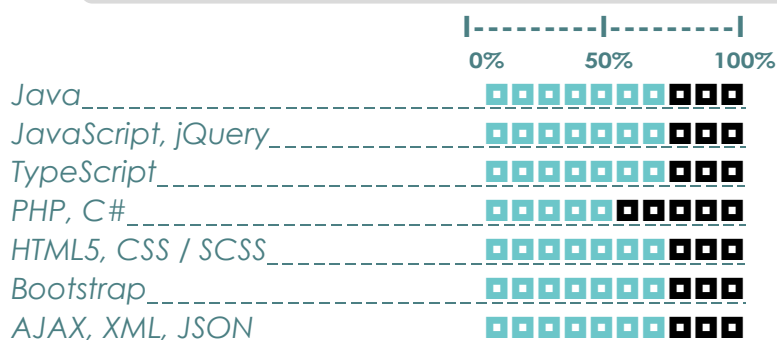 |---------|---------|
0% 50% 100%
Java
JavaScript, jQuery
TypeScript
PHP, C#
HTML5, CSS / SCSS
Bootstrap
AJAX, XML, JSON